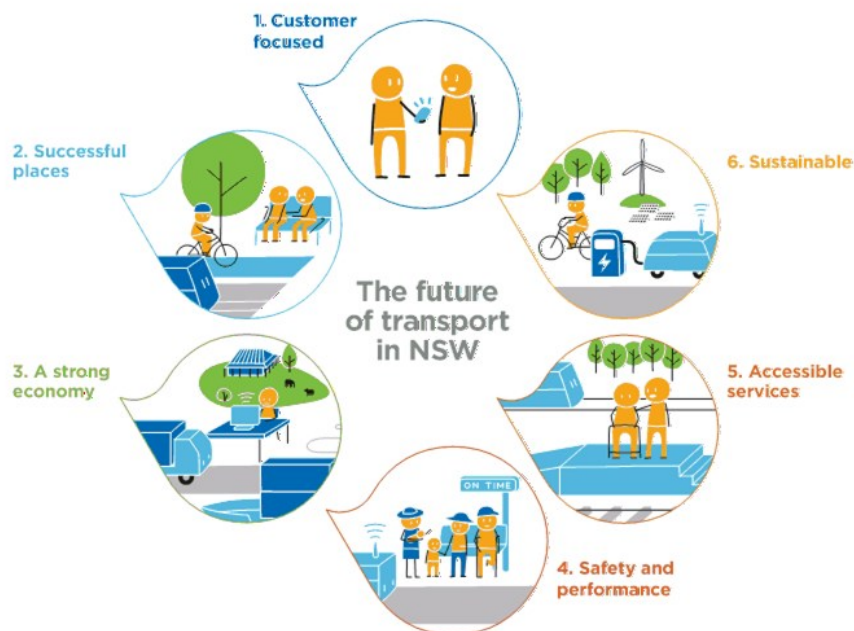 1. Customer
focused
2. Successful
places
6. Sustainable
The future
of transport
in NSW
3. A strong
economy
5. Accessible
services
ON TIME
4. Safety and
performance